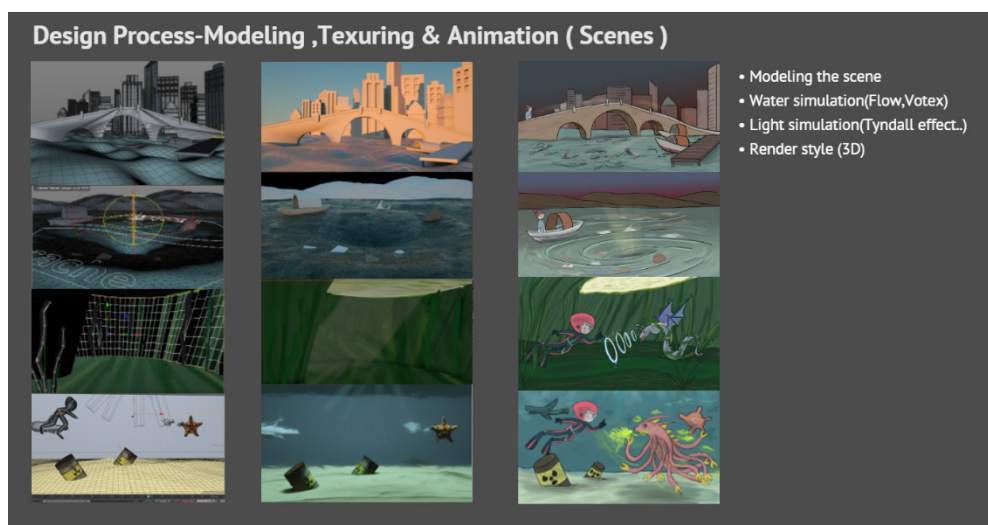 Design Process-Modeling ,Texuring & Animation ( Scenes )
• Modeling the scene
• Water simulation(Flow,Votex)
• Light simulation(Tyndall effect..)
• Render style (3D)